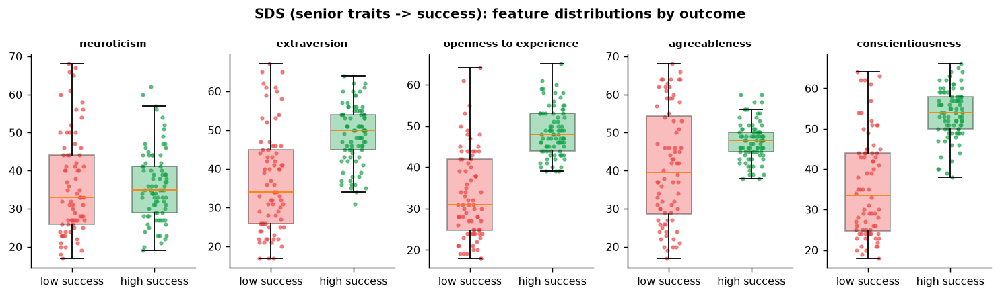 SDS (senior traits -> success): feature distributions by outcome
neuroticism
70
60
50
40
30
20
low success high success
extraversion
60
50
40
30
20
low success high success
openness to experience
60
50
40
30
20
low success high success
agreeableness
70
60
50
40
30
20
low success high success
conscientiousness
60
50
40
30
20
low success high success